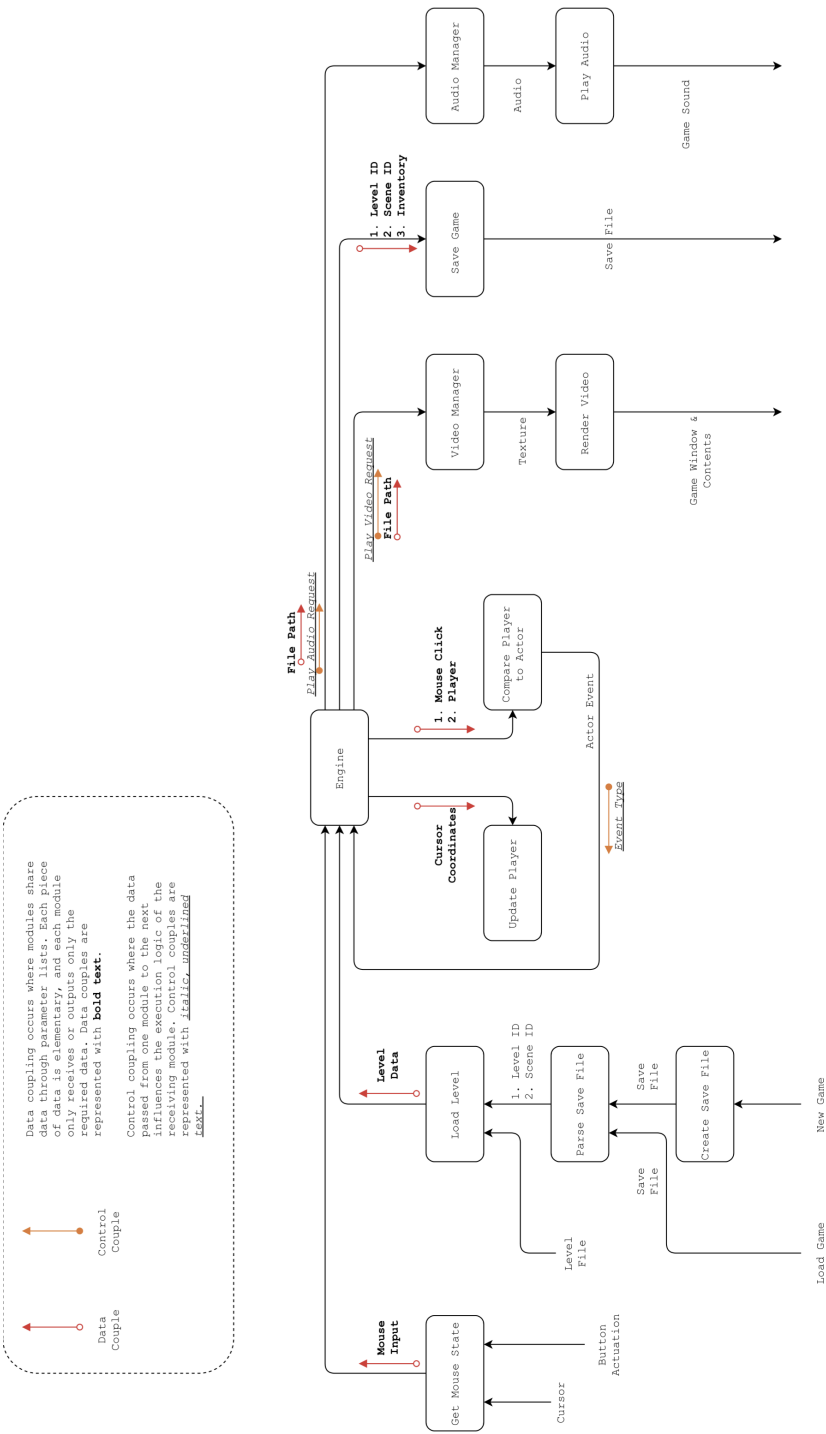 Data coupling occurs where modules share
data through parameter lists. Each piece
of data is elementary, and each module
only receives or outputs only the
required data. Data couples are
represented with bold text.
Control coupling occurs where the data
passed from one module to the next
influences the execution logic of the
receiving module. Control couples are
represented with italic, underlined
text.
Data
Couple
Control
Couple
Engine
File Path
Play Audio Request
Play Video Request
File Path
1. Level ID
2. Scene ID
3. Inventory
Mouse
Input
Level
Data
Cursor
Coordinates
1. Mouse Click
2. Player
Get Mouse State
Load Level
Update Player
Compare Player
to Actor
Video Manager
Save Game
Audio Manager
Cursor
Button
Actuation
Level
File
1. Level ID
2. Scene ID
Parse Save File
Save
File
Save
File
Create Save File
Load Game
New Game
Actor Event
Event Type
Texture
Render Video
Game Window &
Contents
Save File
Audio
Play Audio
Game Sound